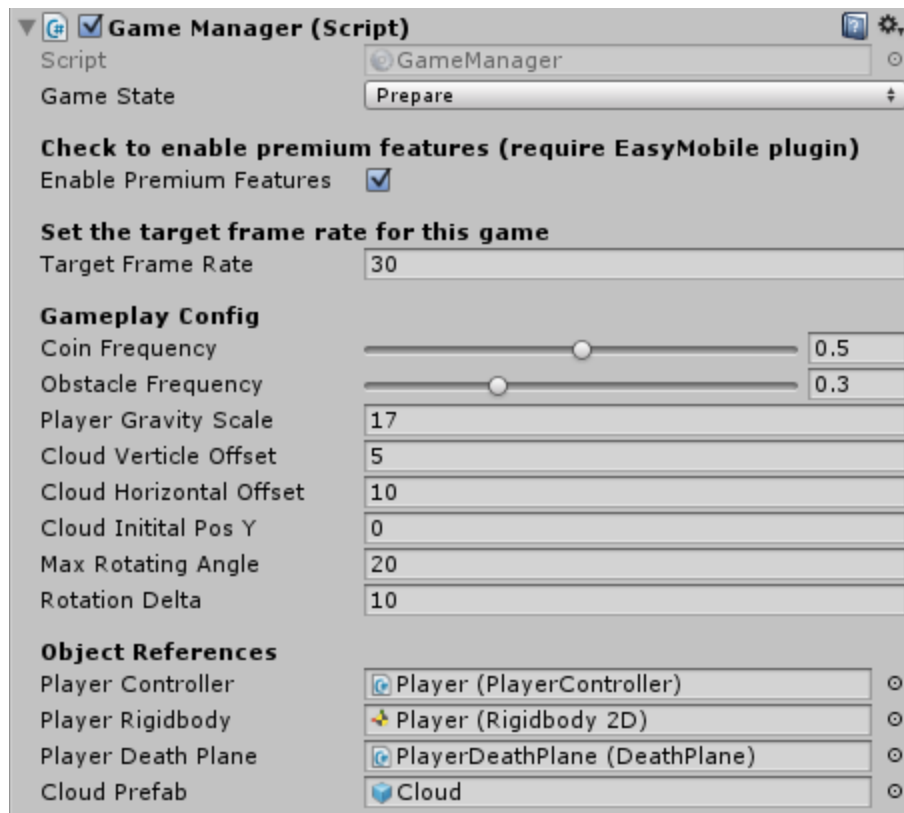 Game Manager (Script)
Script GameManager
Game State Prepare
Check to enable premium features (require EasyMobile plugin)
Enable Premium Features
Set the target frame rate for this game
Target Frame Rate 30
Gameplay Config
Coin Frequency 0.5
Obstacle Frequency 0.3
Player Gravity Scale 17
Cloud Verticle Offset 5
Cloud Horizontal Offset 10
Cloud Initital Pos Y 0
Max Rotating Angle 20
Rotation Delta 10
Object References
Player Controller Player (PlayerController)
Player Rigidbody Player (Rigidbody 2D)
Player Death Plane PlayerDeathPlane (DeathPlane)
Cloud Prefab Cloud